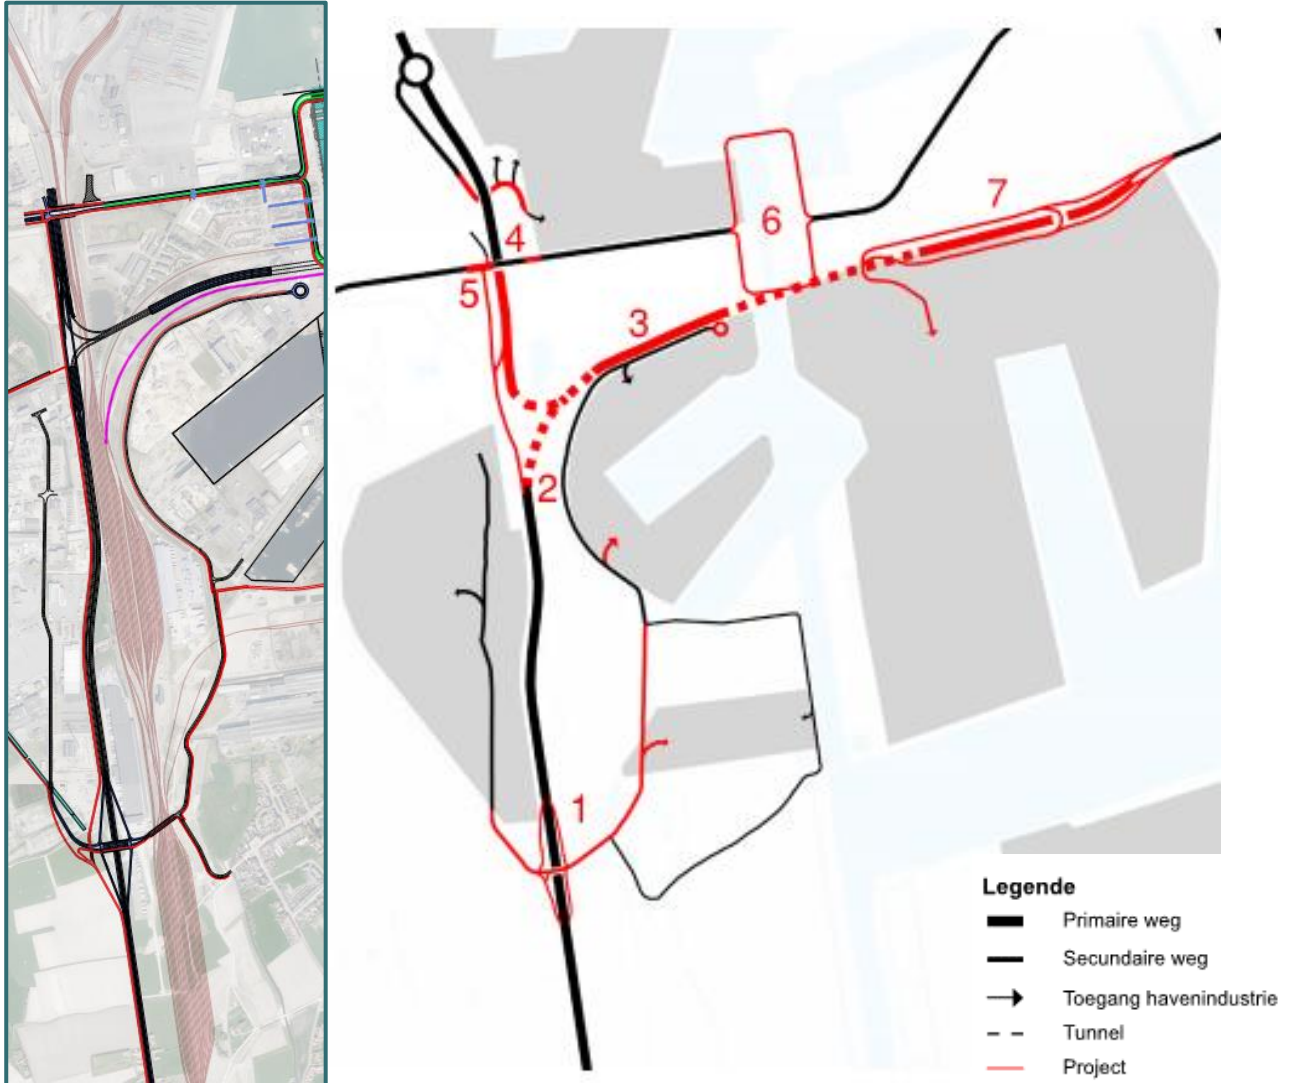 4
5
6
7
3
2
1
Legende
Primaire weg
Secundaire weg
Toegang havenindustrie
Tunnel
Project